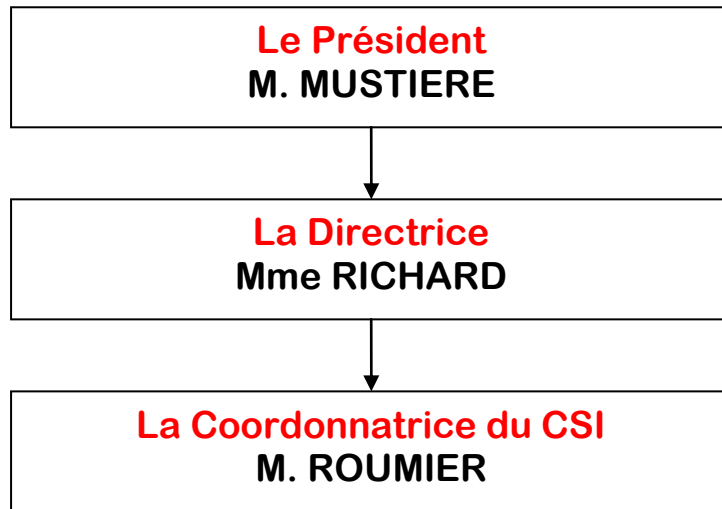 Le Président
M. MUSTIERE
La Directrice
Mme RICHARD
La Coordonnatrice du CSI
M. ROUMIER